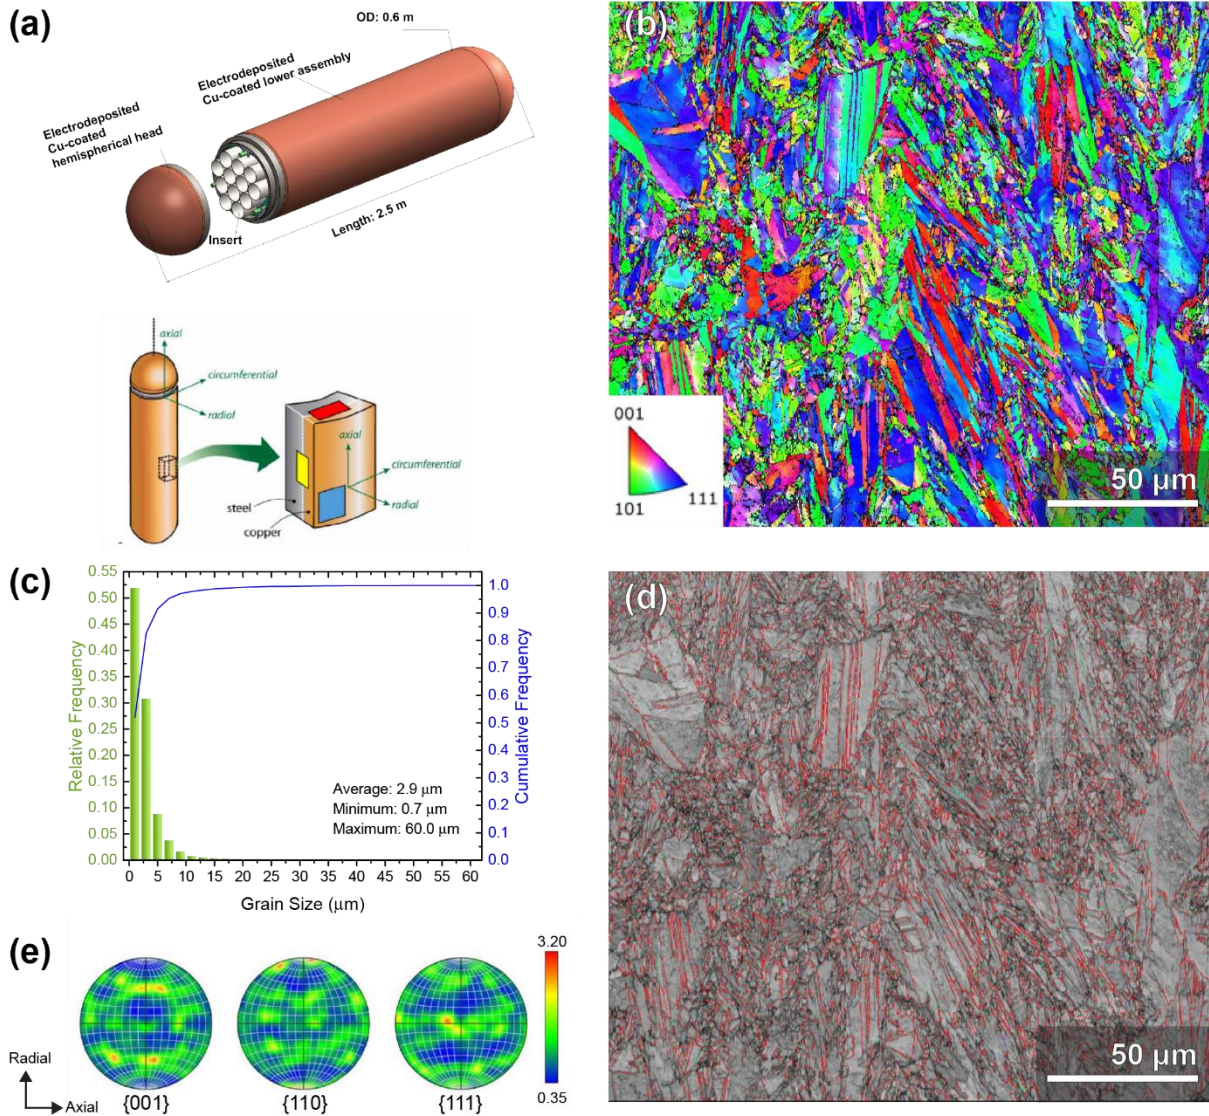 (a)
OD: 0.6 m
Electrodeposited
Cu-coated lower assembly
Electrodeposited
Cu-coated
hemispherical head
Insert
Length: 2.5 m
axial
circumferential
radial
axial
circumferential
radial
steel
copper
(b)
001
101
111
50 μm
(c)
Relative Frequency
0.55
0.50
0.45
0.40
0.35
0.30
0.25
0.20
0.15
0.10
0.05
0.00
Cumulative Frequency
1.0
0.9
0.8
0.7
0.6
0.5
0.4
0.3
0.2
0.1
0.0
Average: 2.9 μm
Minimum: 0.7 μm
Maximum: 60.0 μm
0 5 10 15 20 25 30 35 40 45 50 55 60
Grain Size (μm)
(d)
50 μm
(e)
3.20
0.35
Radial
Axial
{001}
{110}
{111}